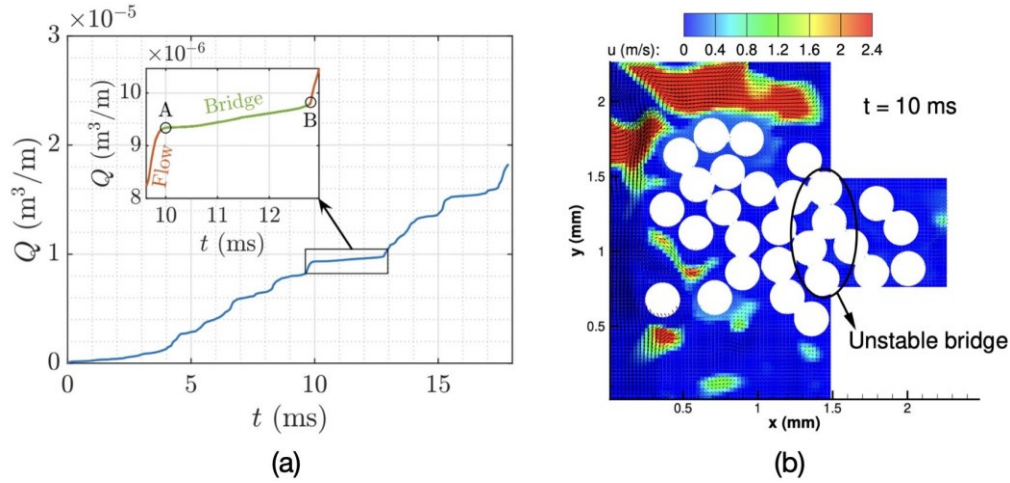 ×10⁻⁵
3
2
1
0
Q (m³/m)
0 5 10 15
t (ms)
×10⁻⁶
10
9
8
Q (m³/m)
A
Bridge
B
Flow
10 11 12
t (ms)
(a)
u (m/s): 0 0.4 0.8 1.2 1.6 2 2.4
t = 10 ms
2
1.5
1
0.5
y (mm)
Unstable bridge
0.5 1 1.5 2
x (mm)
(b)